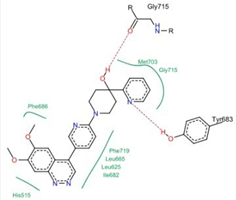 Gly715
R
O
N
H
R
Met703
Gly715
H
O
N
Phe686
N
Tyr683
H
O
O
N
Phe719
Leu665
Leu625
Ile682
O
N
N
His515